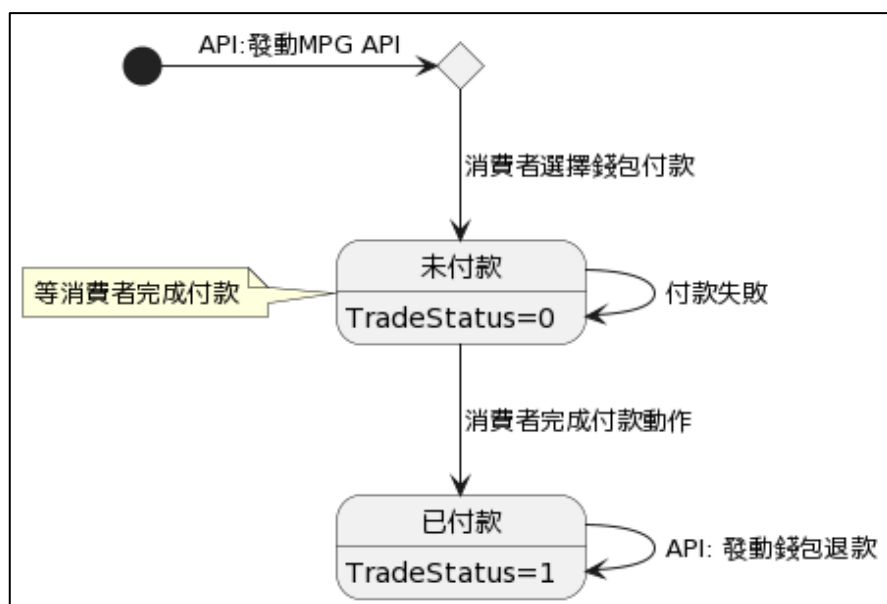 API:發動MPG API
消費者選擇錢包付款
未付款
等消費者完成付款
TradeStatus=0
付款失敗
消費者完成付款動作
已付款
TradeStatus=1
API: 發動錢包退款